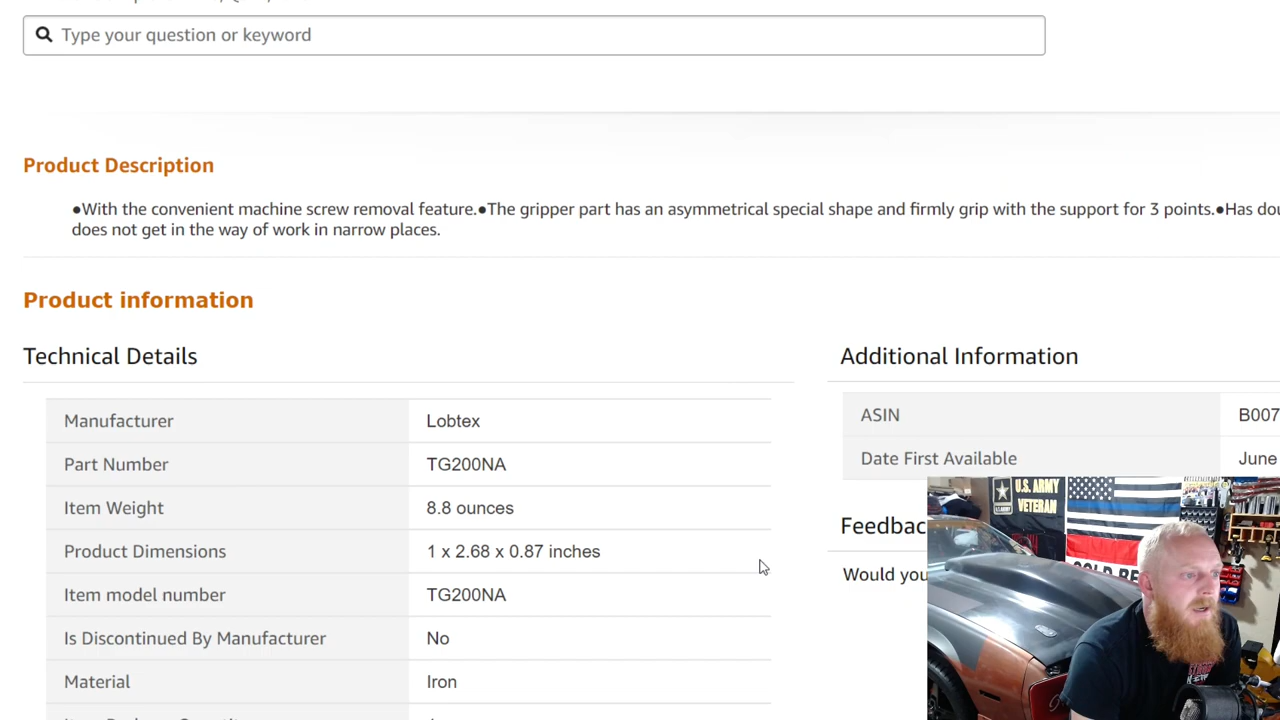 Type your question or keyword
Product Description
●With the convenient machine screw removal feature.●The gripper part has an asymmetrical special shape and firmly grip with the support for 3 points.●Has dou
does not get in the way of work in narrow places.
Product information
Technical Details
Manufacturer Lobtex
Part Number TG200NA
Item Weight 8.8 ounces
Product Dimensions 1 x 2.68 x 0.87 inches
Item model number TG200NA
Is Discontinued By Manufacturer No
Material Iron
Additional Information
ASIN B007
Date First Available June
Feedbac
Would you
U.S. ARMY
VETERAN